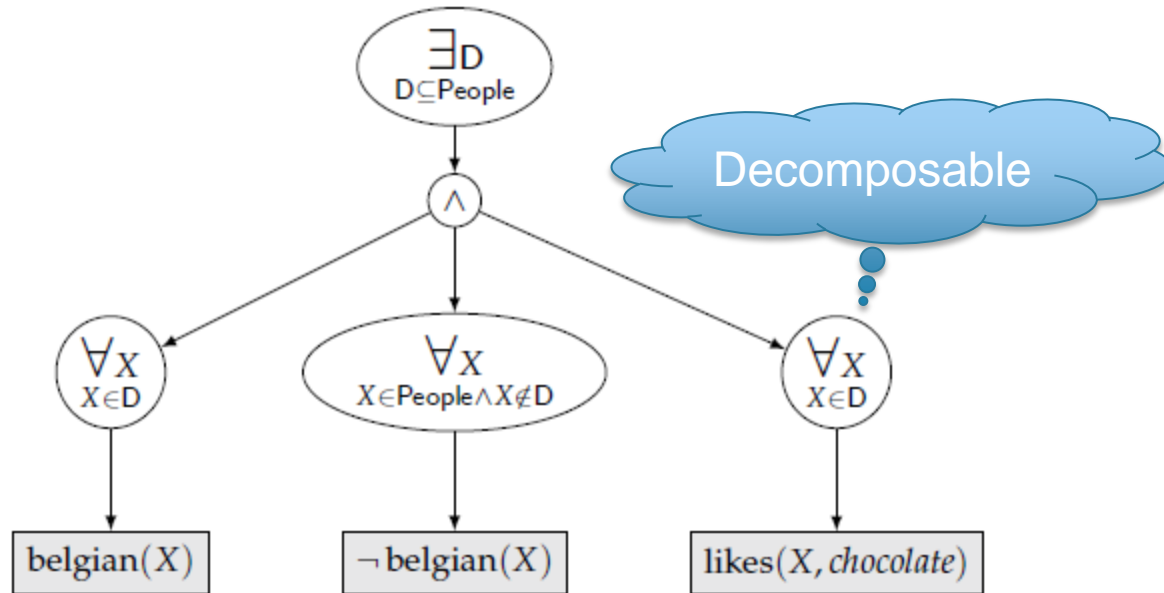 ∃D
D⊆People
Decomposable
∧
∀X
X∈D
∀X
X∈People∧X∉D
∀X
X∈D
belgian(X)
¬ belgian(X)
likes(X, chocolate)